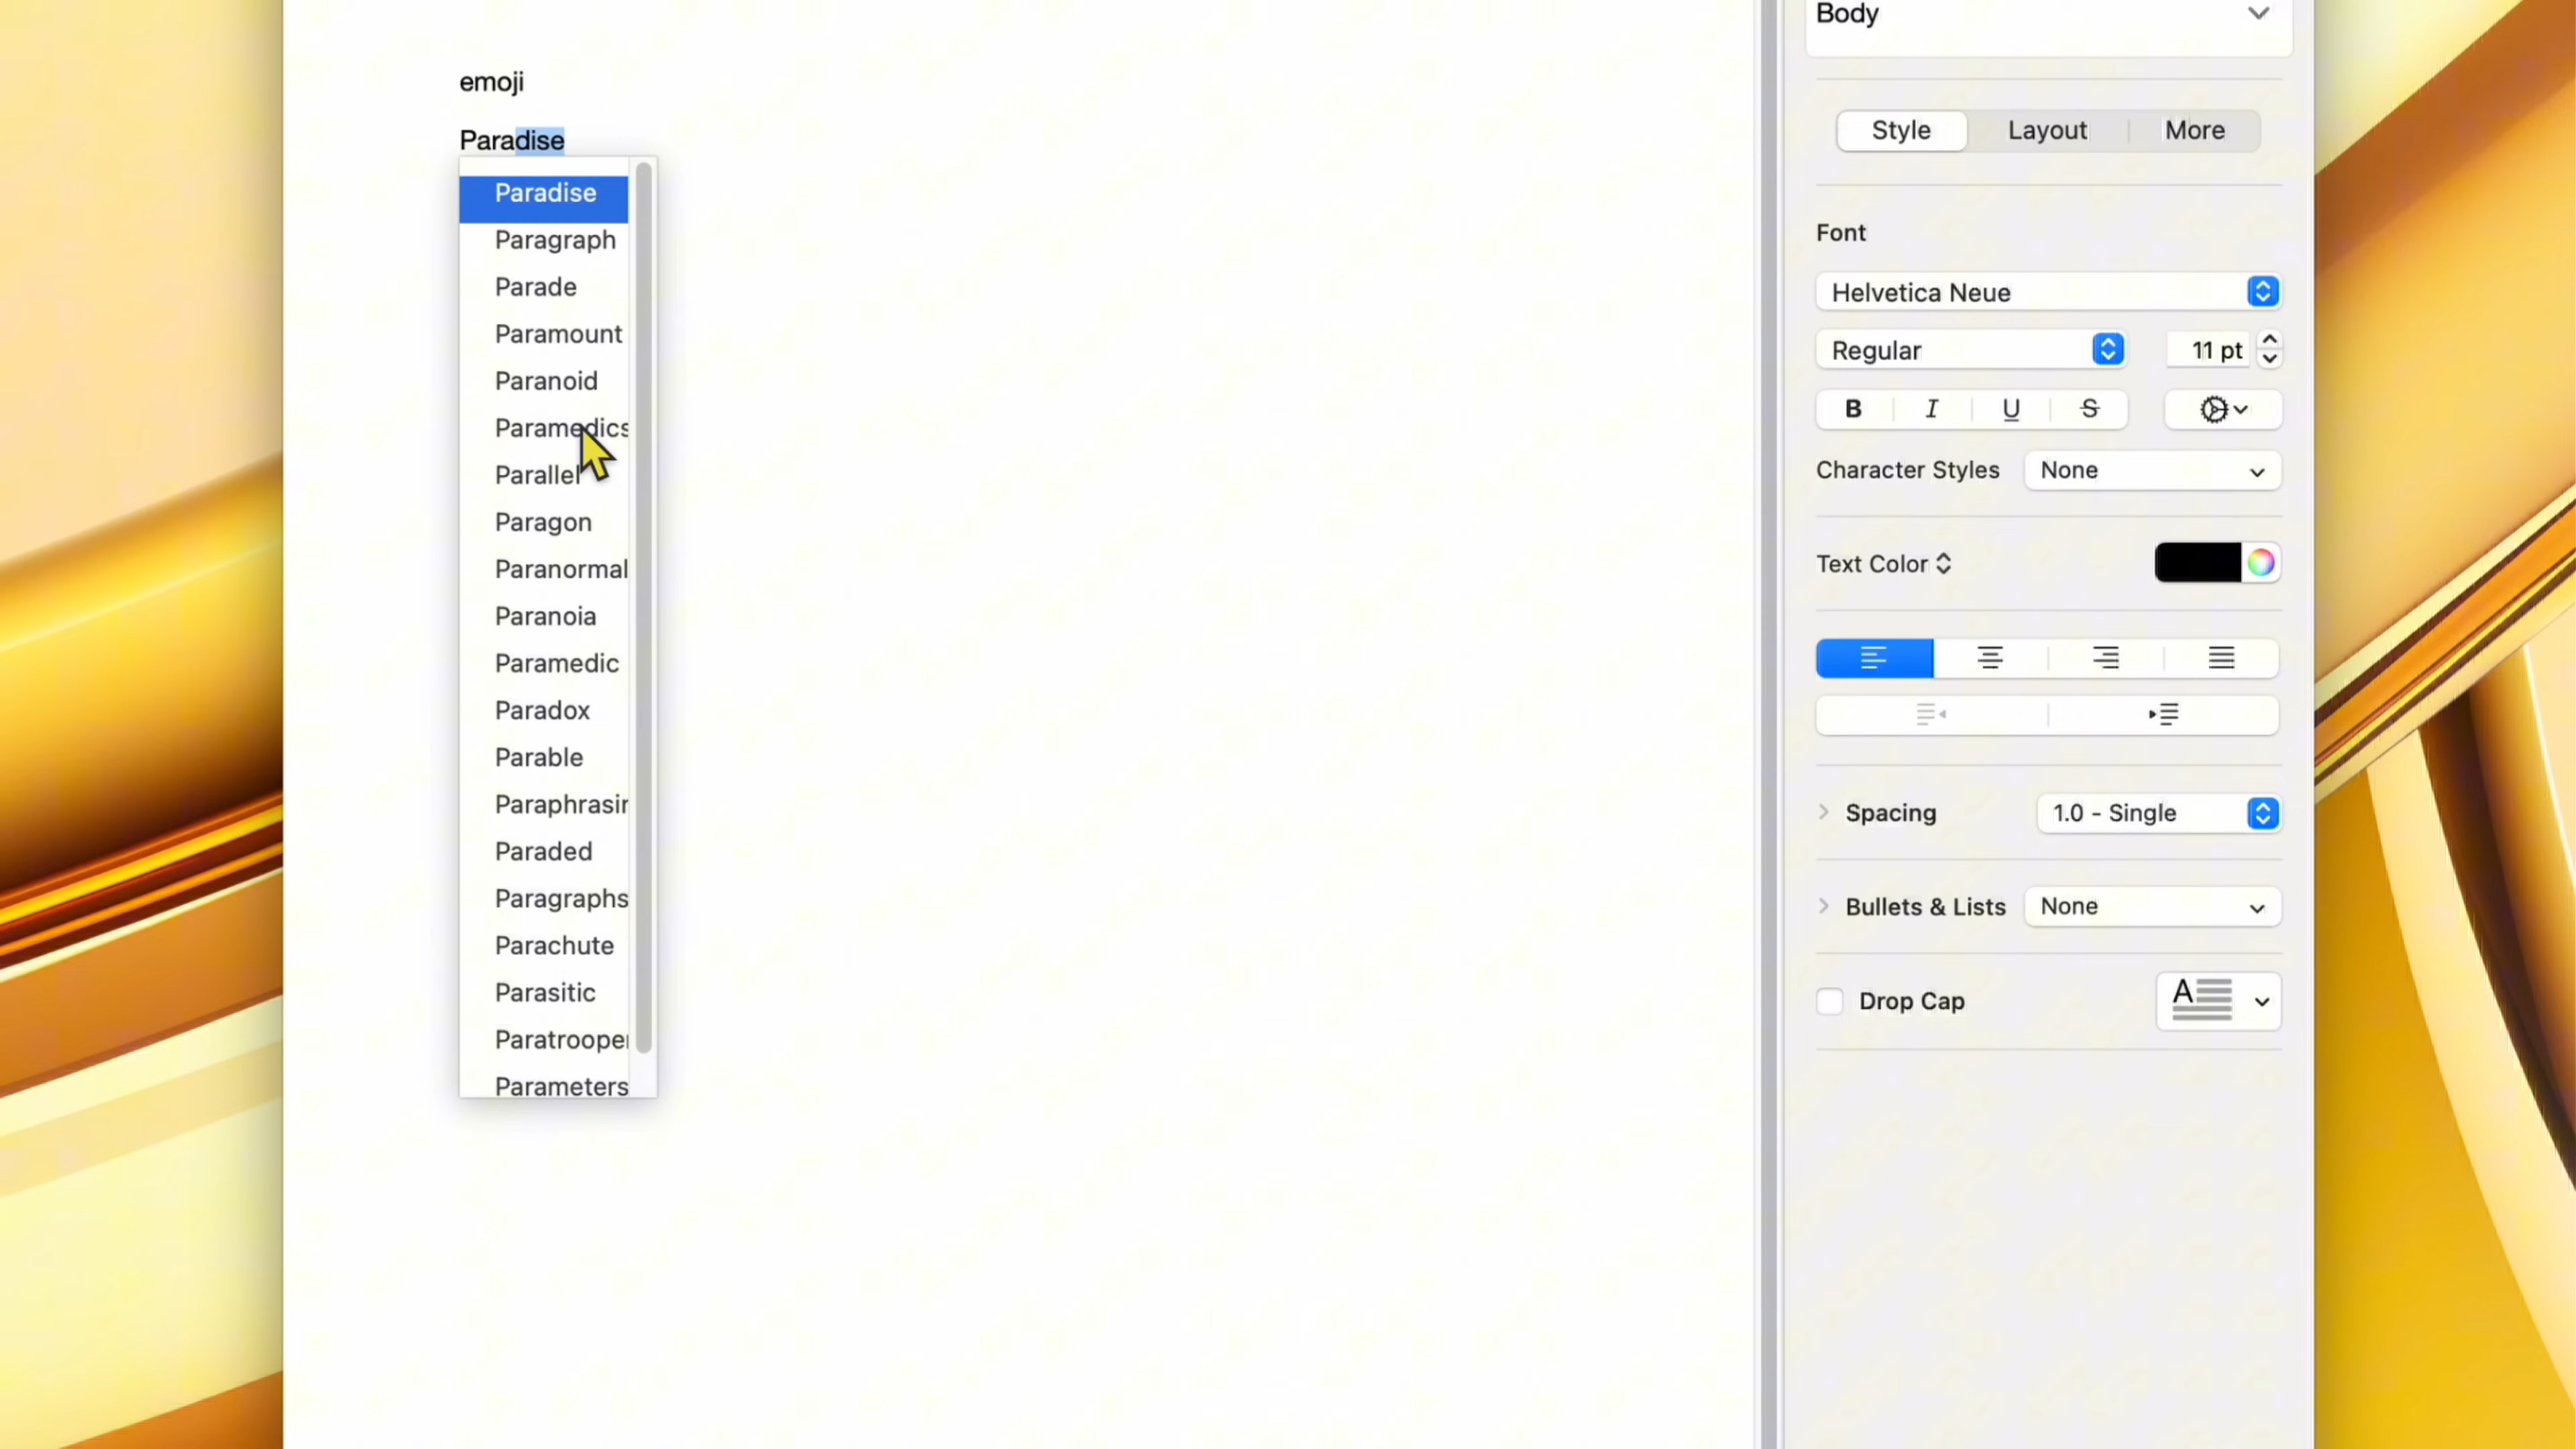 emoji
Paradise
Paradise
Paragraph
Parade
Paramount
Paranoid
Paramedics
Parallel
Paragon
Paranormal
Paranoia
Paramedic
Paradox
Parable
Paraphrasin
Paraded
Paragraphs
Parachute
Parasitic
Paratrooper
Parameters
Body
Style Layout More
Font
Helvetica Neue
Regular 11 pt
B I U S
Character Styles None
Text Color
Spacing 1.0 - Single
Bullets & Lists None
Drop Cap A